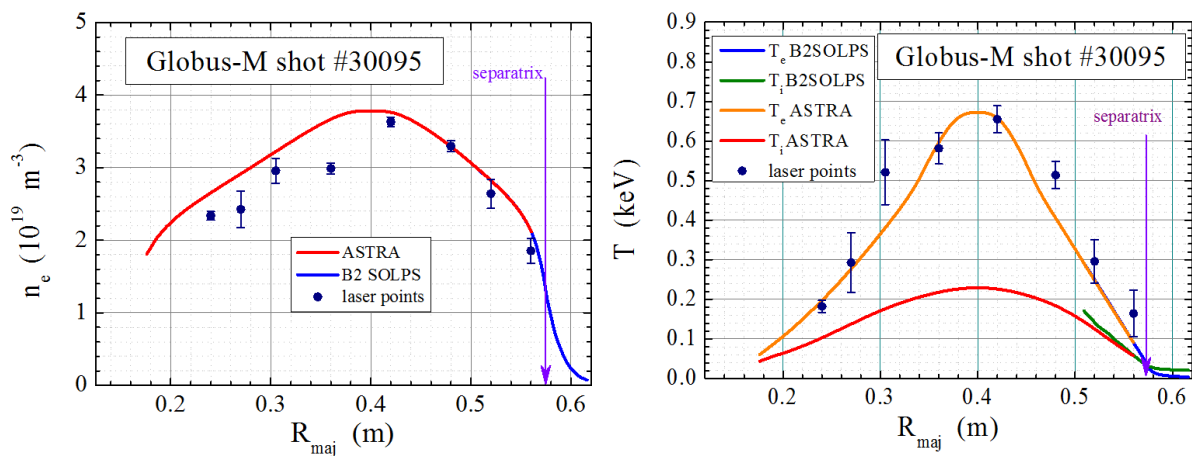 Globus-M shot #30095
separatrix
ASTRA
B2 SOLPS
laser points
5
4
3
2
1
0
0.2 0.3 0.4 0.5 0.6
n_e (10^19 m^-3)
R_maj (m)
T_e B2SOLPS
T_i B2SOLPS
T_e ASTRA
T_i ASTRA
laser points
Globus-M shot #30095
separatrix
0.9
0.8
0.7
0.6
0.5
0.4
0.3
0.2
0.1
0.0
0.2 0.3 0.4 0.5 0.6
T (keV)
R_maj (m)